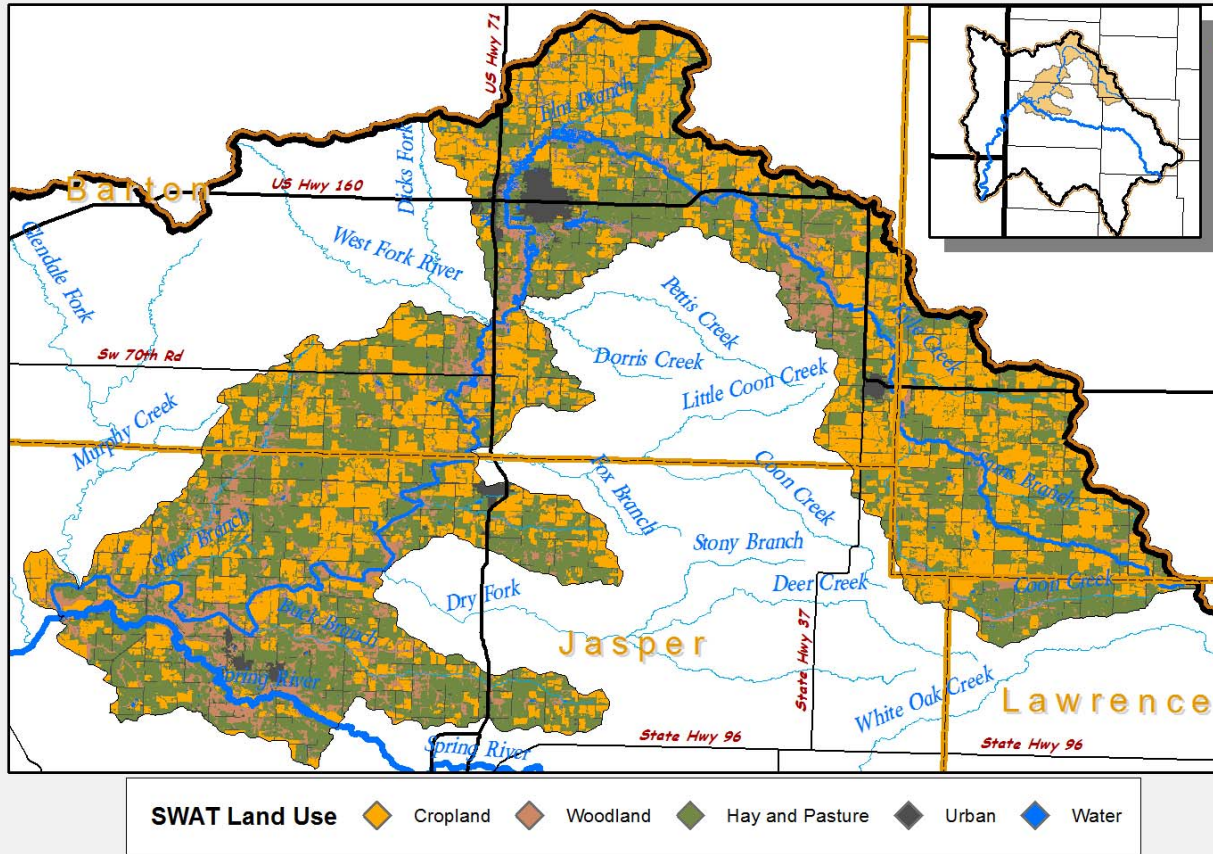 US Hwy 71
Elm Branch
Ducks Fork
Balton
US Hwy 160
Glendale Fork
West Fork River
Pettis Creek
Sw 70th Rd
Dorris Creek
Little Coon Creek
Murphy Creek
Fox Branch
Coon Creek
Stony Branch
Deer Creek
Coon Creek
Dry Fork
Buck Branch
Jasper
State Hwy 37
Spring River
White Oak Creek
Lawrence
Spring River
State Hwy 96
State Hwy 96
SWAT Land Use
Cropland
Woodland
Hay and Pasture
Urban
Water